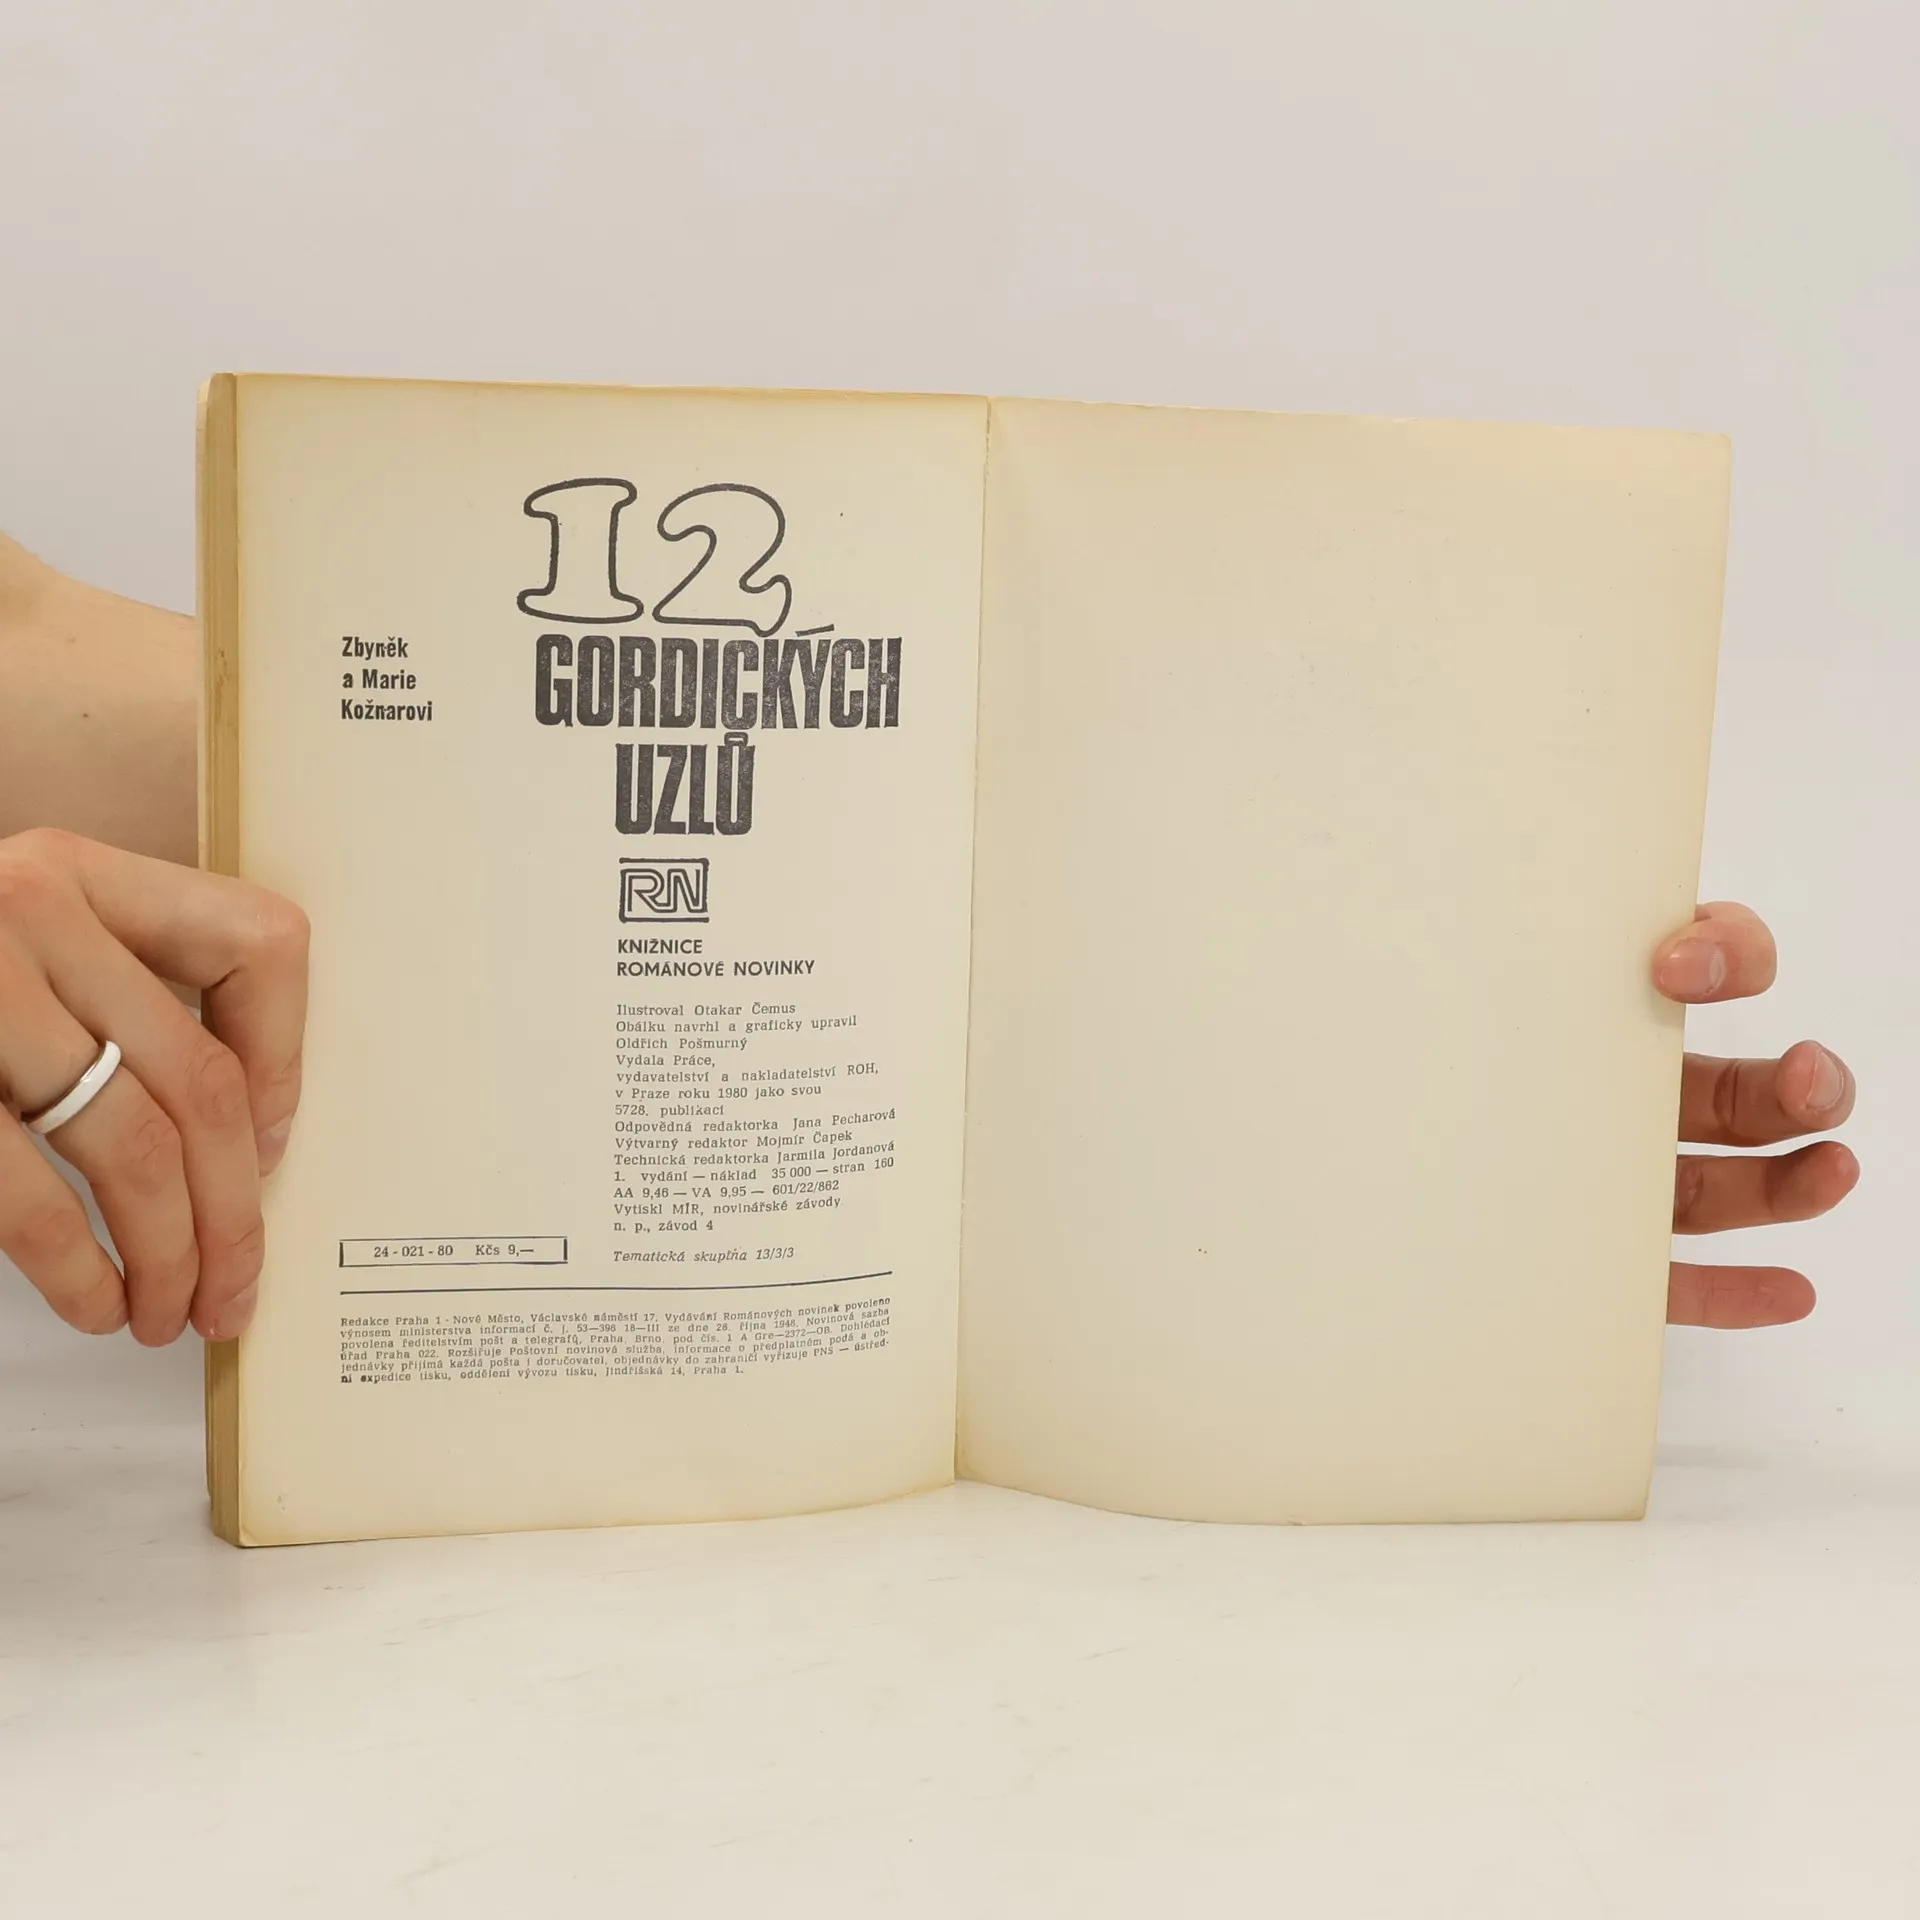 12
GORDICKÝCH
UZLŮ
Zbyněk
a Marie
Kožnarovi
RN
KNIŽNICE
ROMÁNOVÉ NOVINKY
Ilustroval Otakar Čemus
Obálku navrhl a graficky upravil
Oldřich Pošmurný
Vydala Práce,
vydavatelství a nakladatelství ROH,
v Praze roku 1980 jako svou
5728. publikaci
Odpovědná redaktorka Jana Pecharová
Výtvarný redaktor Mojmír Čapek
Technická redaktorka Jarmila Jordanová
1. vydání — náklad 35 000 — stran 160
AA 9,46 — VA 9,95 — 601/22/862
Vytiskl MÍR, novinářské závody
n. p., závod 4
24 - 021 - 80 Kčs 9,—
Tematická skupina 13/3/3
Redakce Praha 1 - Nové Město, Václavské náměstí 17. Vydávání Románových novinek povoleno
výnosem ministerstva informací č. j. 53—396 18—III ze dne 26. října 1948. Novinová sazba
povolena ředitelstvím pošt a telegrafů, Praha, Brno, pod čís. 1 A Gre—2372—OB. Dohlédací
úřad Praha 022. Rozšiřuje Poštovní novinová služba, informace o předplatném podá a ob-
jednávky přijímá každá pošta i doručovatel, objednávky do zahraničí vyřizuje PNS — ústřed-
ní expedice tisku, oddělení vývozu tisku, Jindřišská 14, Praha 1.